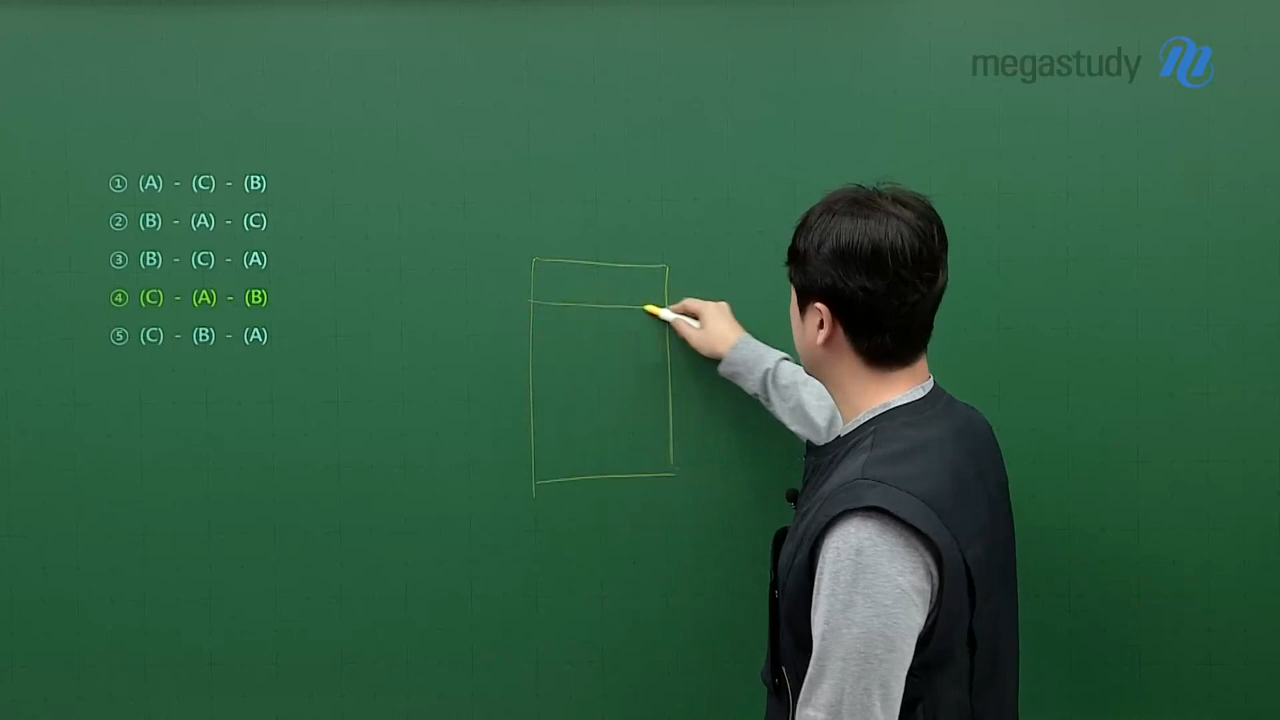 megastudy
① (A) - (C) - (B)
② (B) - (A) - (C)
③ (B) - (C) - (A)
④ (C) - (A) - (B)
⑤ (C) - (B) - (A)